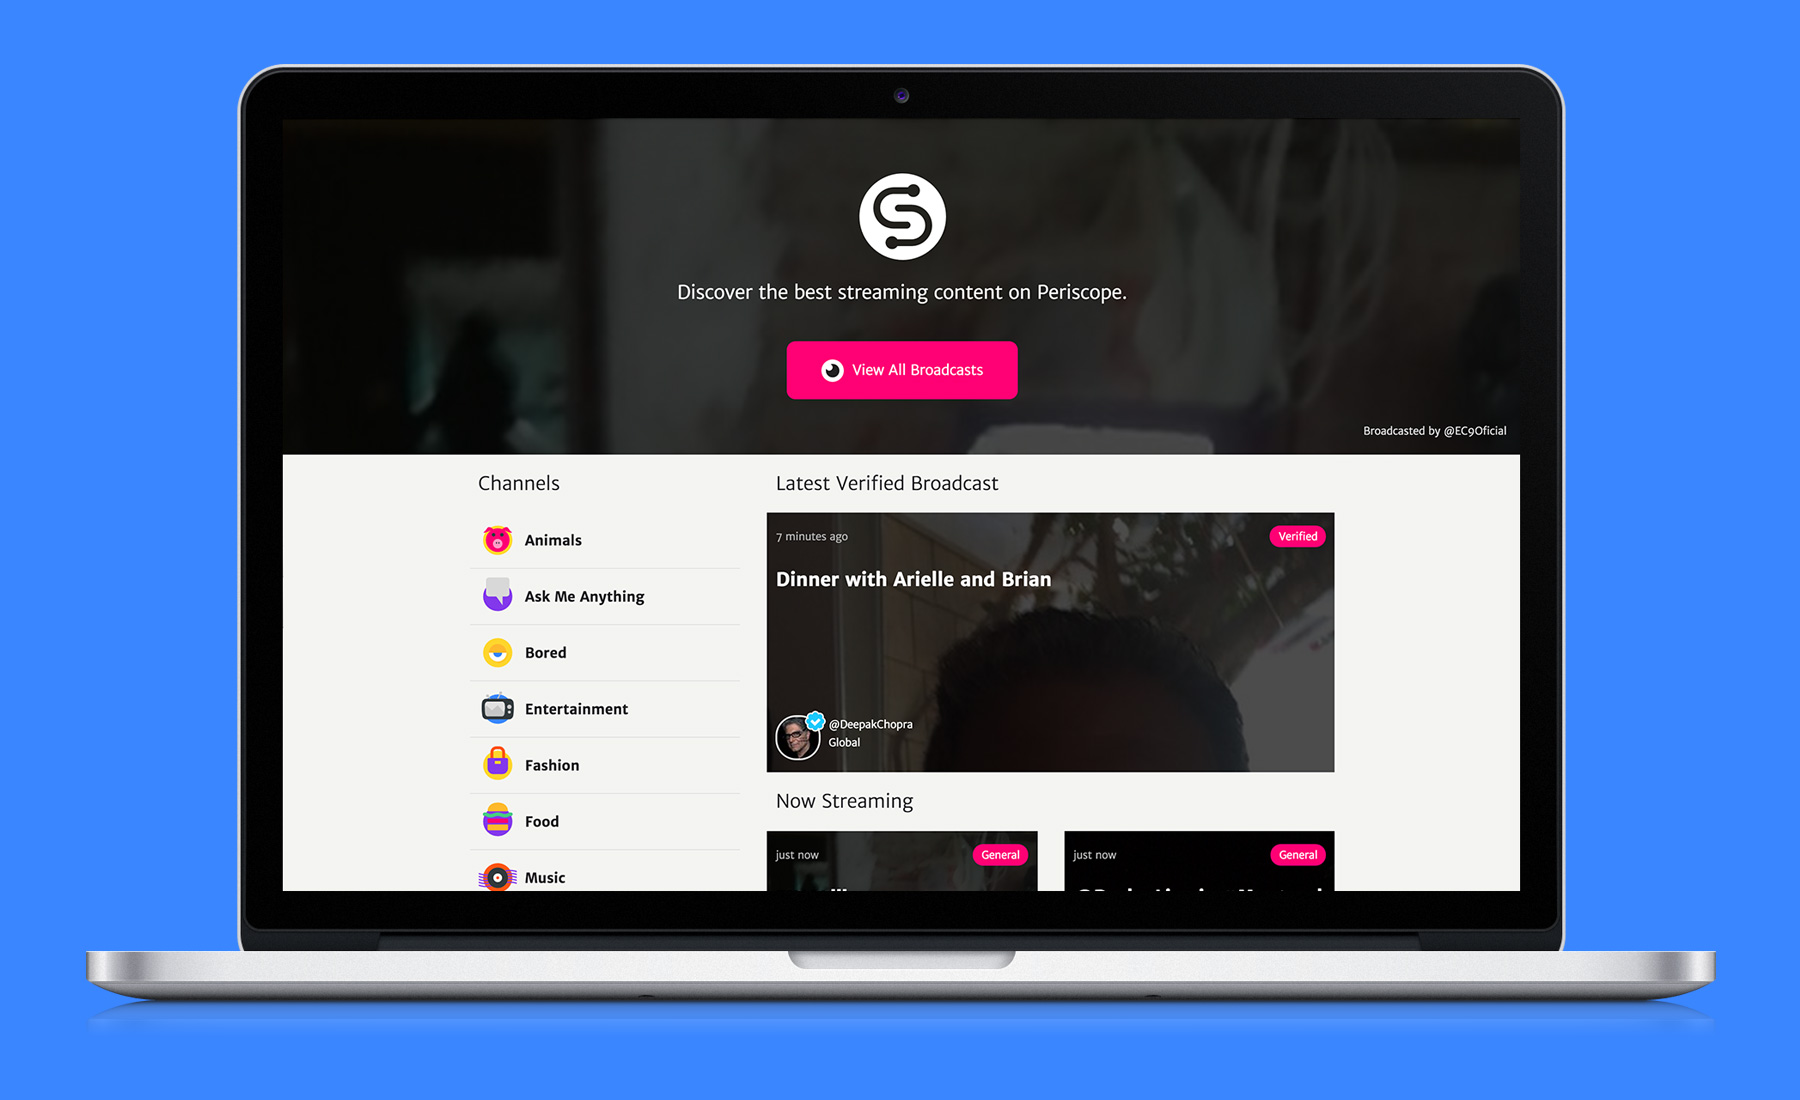 Discover the best streaming content on Periscope.
View All Broadcasts
Broadcasted by @EC9Oficial
Channels
Animals
Ask Me Anything
Bored
Entertainment
Fashion
Food
Music
Latest Verified Broadcast
7 minutes ago
Verified
Dinner with Arielle and Brian
@DeepakChopra
Global
Now Streaming
just now
General
just now
General